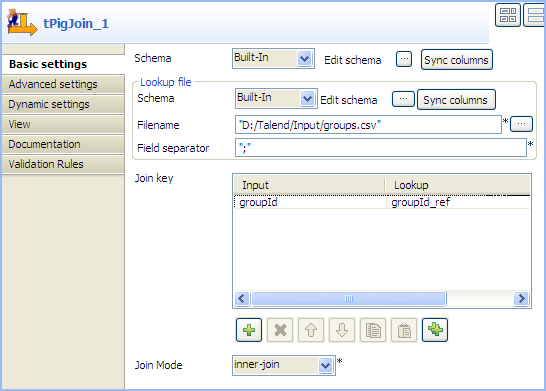 tPigJoin_1
Basic settings
Advanced settings
Dynamic settings
View
Documentation
Validation Rules
Schema Built-In Edit schema ... Sync columns
Lookup file
Schema Built-In Edit schema ... Sync columns
Filename "D:/Talend/Input/groups.csv" * ...
Field separator ";" *
Join key
Input Lookup
groupId groupId_ref
Join Mode inner-join *